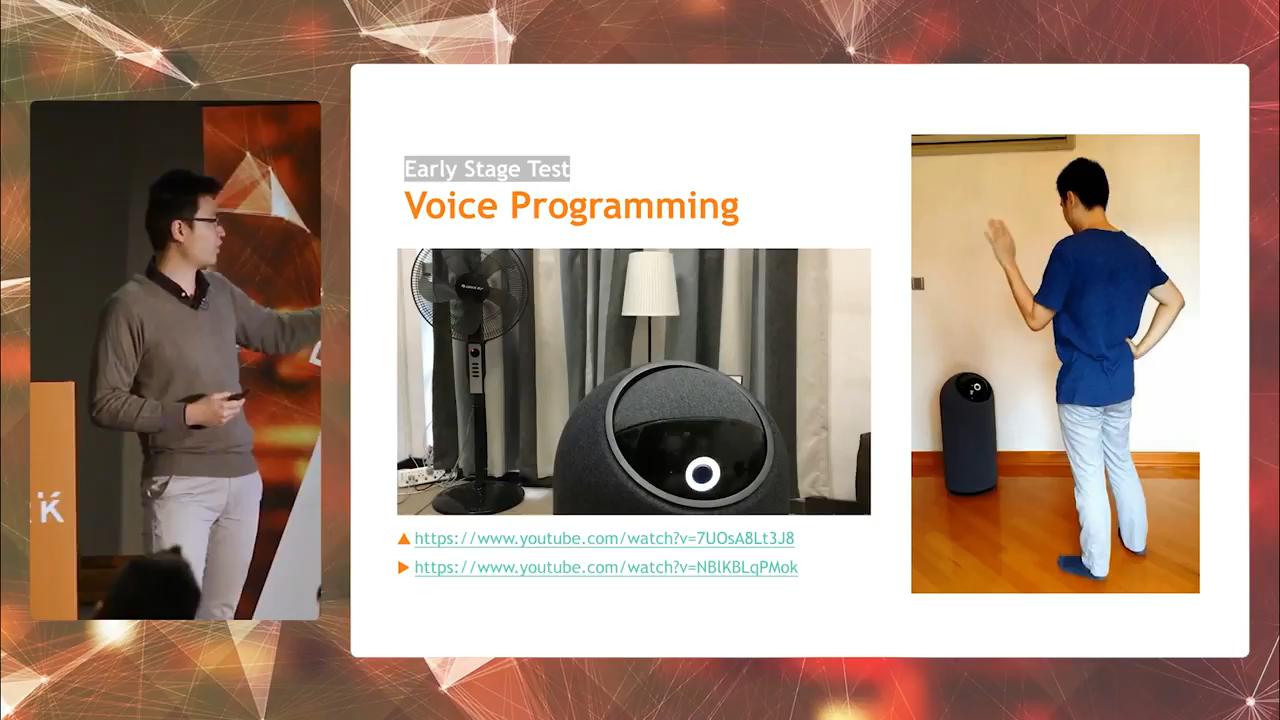 Early Stage Test
Voice Programming
https://www.youtube.com/watch?v=7UOsA8Lt3J8
https://www.youtube.com/watch?v=NBlKBLqPMok
K